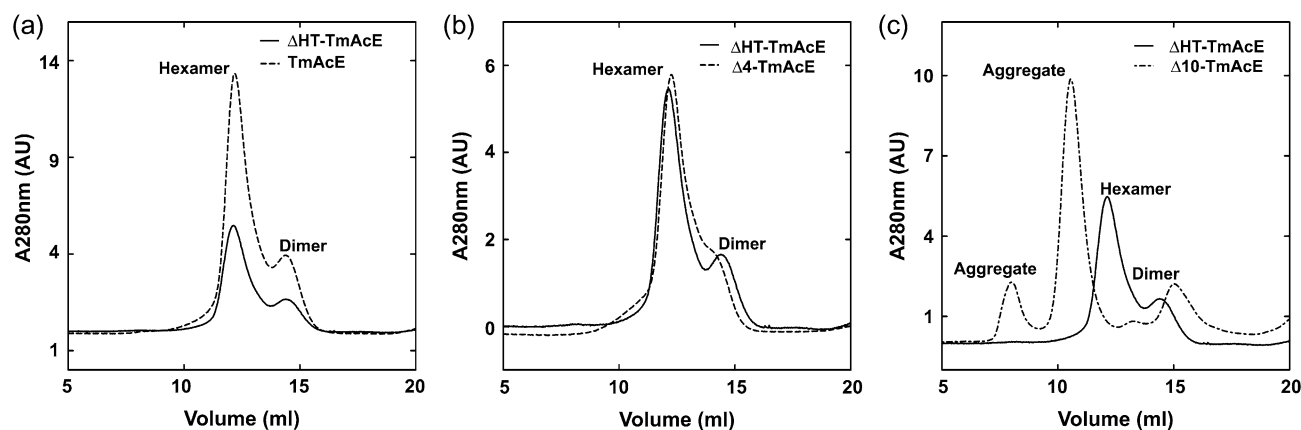 (a)
ΔHT-TmAcE
TmAcE
Hexamer
Dimer
14
9
4
1
A280nm (AU)
5 10 15 20
Volume (ml)
(b)
ΔHT-TmAcE
Δ4-TmAcE
Hexamer
Dimer
6
4
2
0
A280nm (AU)
5 10 15 20
Volume (ml)
(c)
ΔHT-TmAcE
Δ10-TmAcE
Aggregate
Hexamer
Aggregate
Dimer
10
7
4
1
A280nm (AU)
5 10 15 20
Volume (ml)